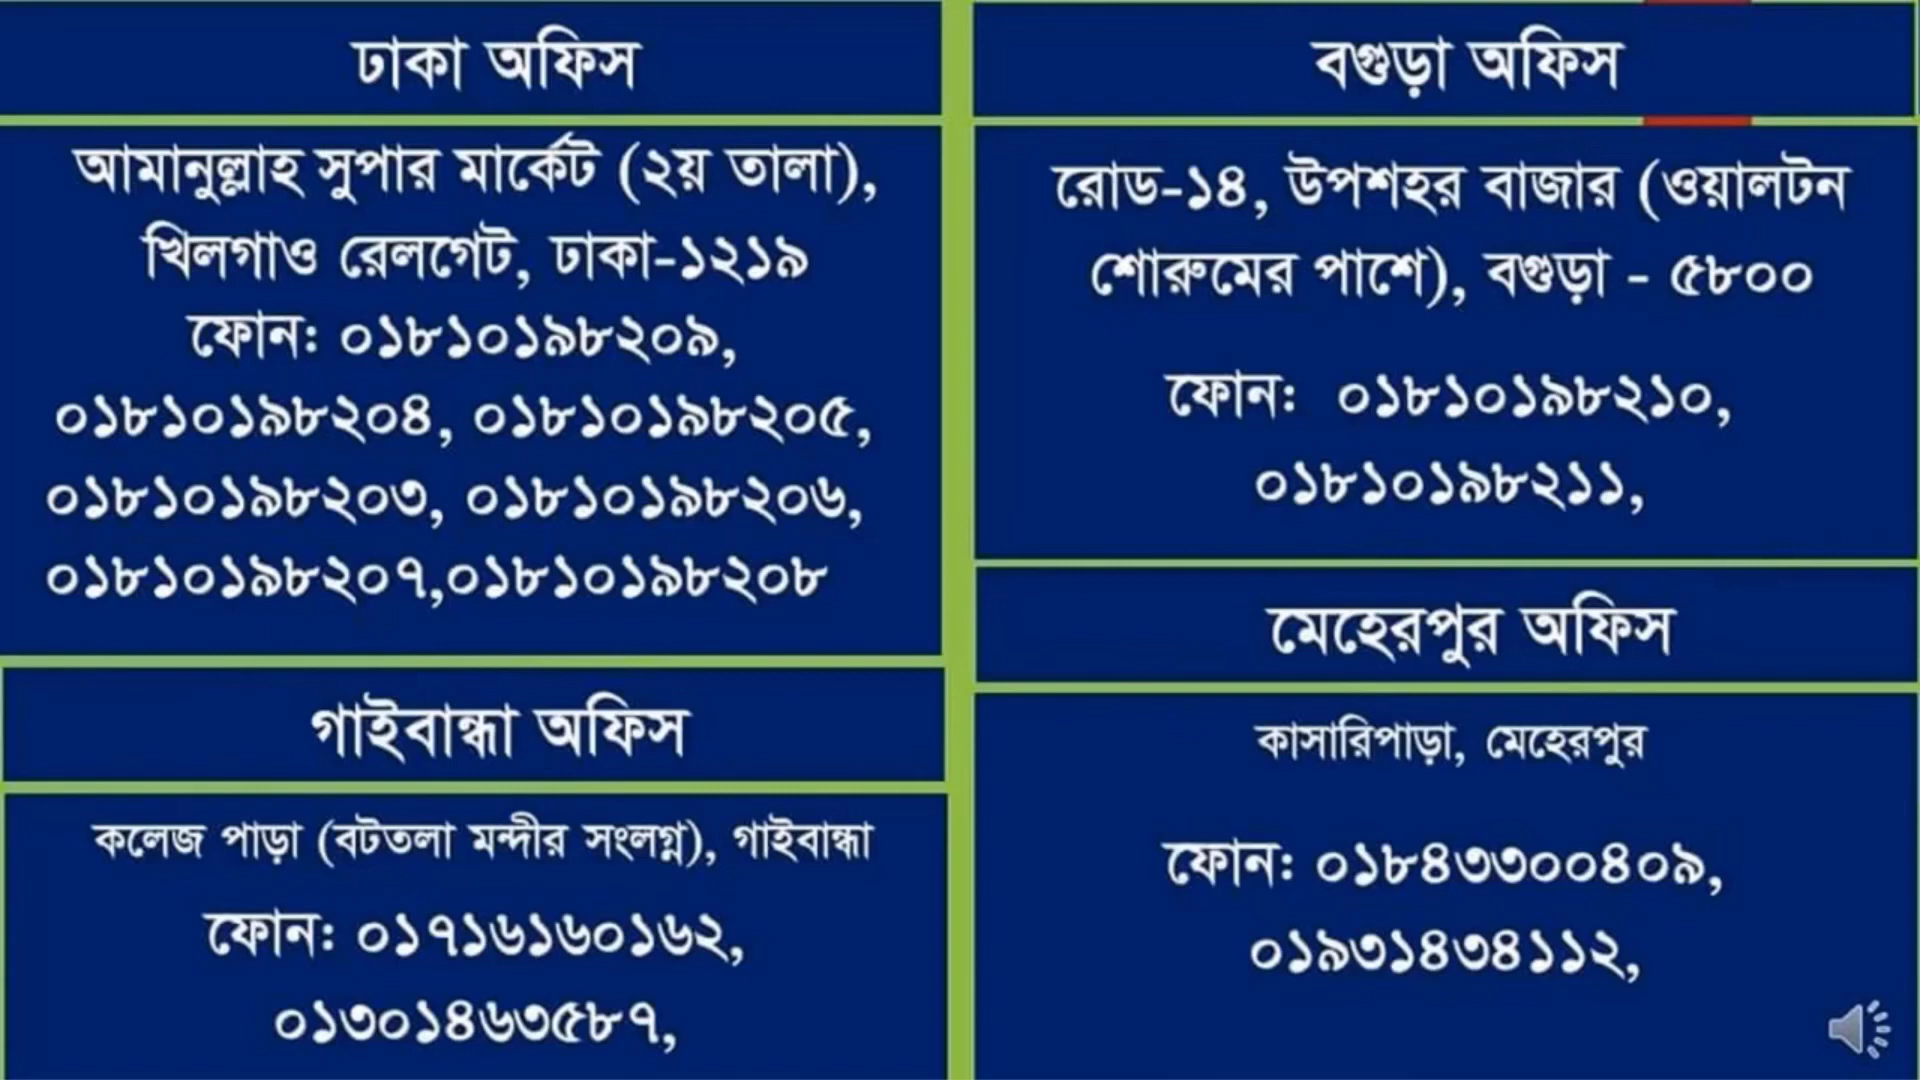 ঢাকা অফিস
আমানুল্লাহ সুপার মার্কেট (২য় তালা),
খিলগাও রেলগেট, ঢাকা-১২১৯
ফোনঃ ০১৮১০১৯৮২০৯,
০১৮১০১৯৮২০৪, ০১৮১০১৯৮২০৫,
০১৮১০১৯৮২০৩, ০১৮১০১৯৮২০৬,
০১৮১০১৯৮২০৭,০১৮১০১৯৮২০৮
গাইবান্ধা অফিস
কলেজ পাড়া (বটতলা মন্দীর সংলগ্ন), গাইবান্ধা
ফোনঃ ০১৭১৬১৬০১৬২,
০১৩০১৪৬৩৫৮৭,
বগুড়া অফিস
রোড-১৪, উপশহর বাজার (ওয়ালটন
শোরুমের পাশে), বগুড়া - ৫৮০০
ফোনঃ ০১৮১০১৯৮২১০,
০১৮১০১৯৮২১১,
মেহেরপুর অফিস
কাসারিপাড়া, মেহেরপুর
ফোনঃ ০১৮৪৩৩০০৪০৯,
০১৯৩১৪৩৪১১২,